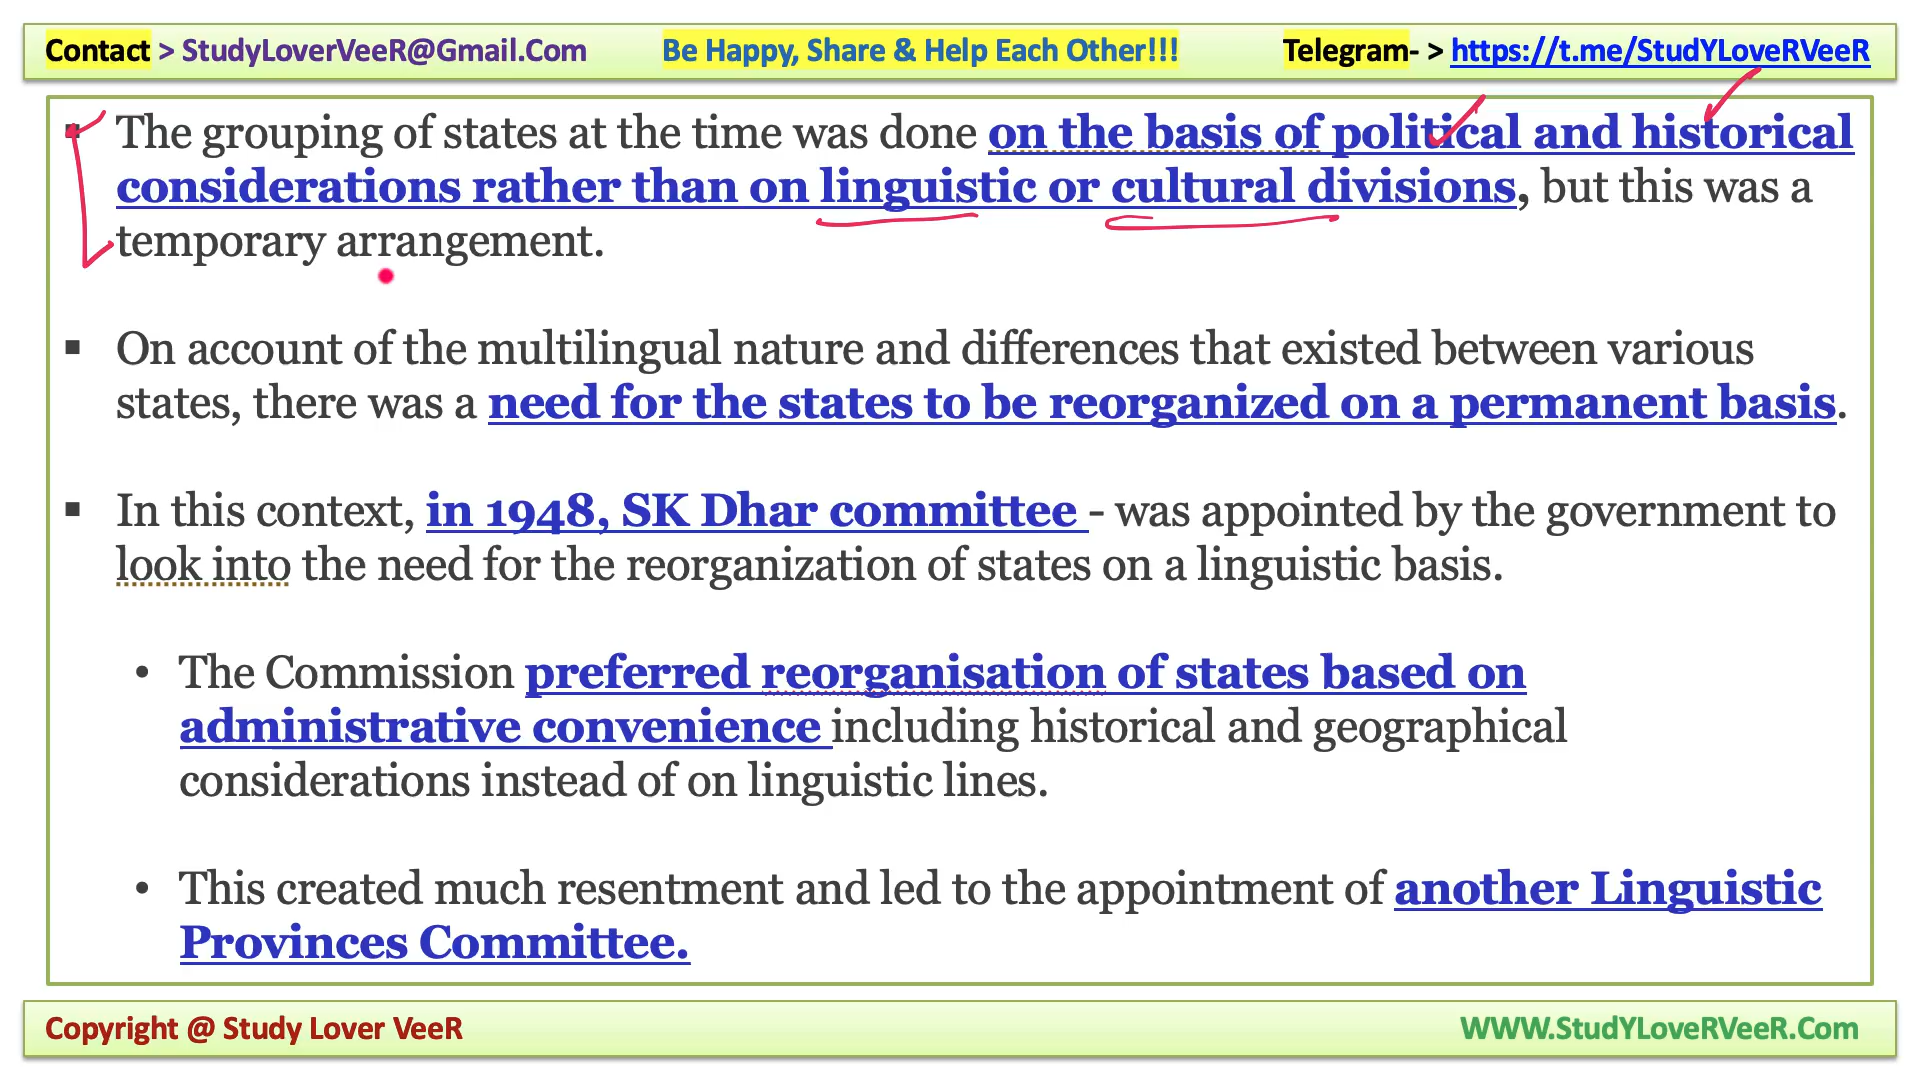 Contact > StudyLoverVeeR@Gmail.Com Be Happy, Share & Help Each Other!!! Telegram- > https://t.me/StudYLoveRVeeR
▪ The grouping of states at the time was done on the basis of political and historical
considerations rather than on linguistic or cultural divisions, but this was a
temporary arrangement.
▪ On account of the multilingual nature and differences that existed between various
states, there was a need for the states to be reorganized on a permanent basis.
▪ In this context, in 1948, SK Dhar committee - was appointed by the government to
look into the need for the reorganization of states on a linguistic basis.
• The Commission preferred reorganisation of states based on
administrative convenience including historical and geographical
considerations instead of on linguistic lines.
• This created much resentment and led to the appointment of another Linguistic
Provinces Committee.
Copyright @ Study Lover VeeR WWW.StudYLoveRVeeR.Com